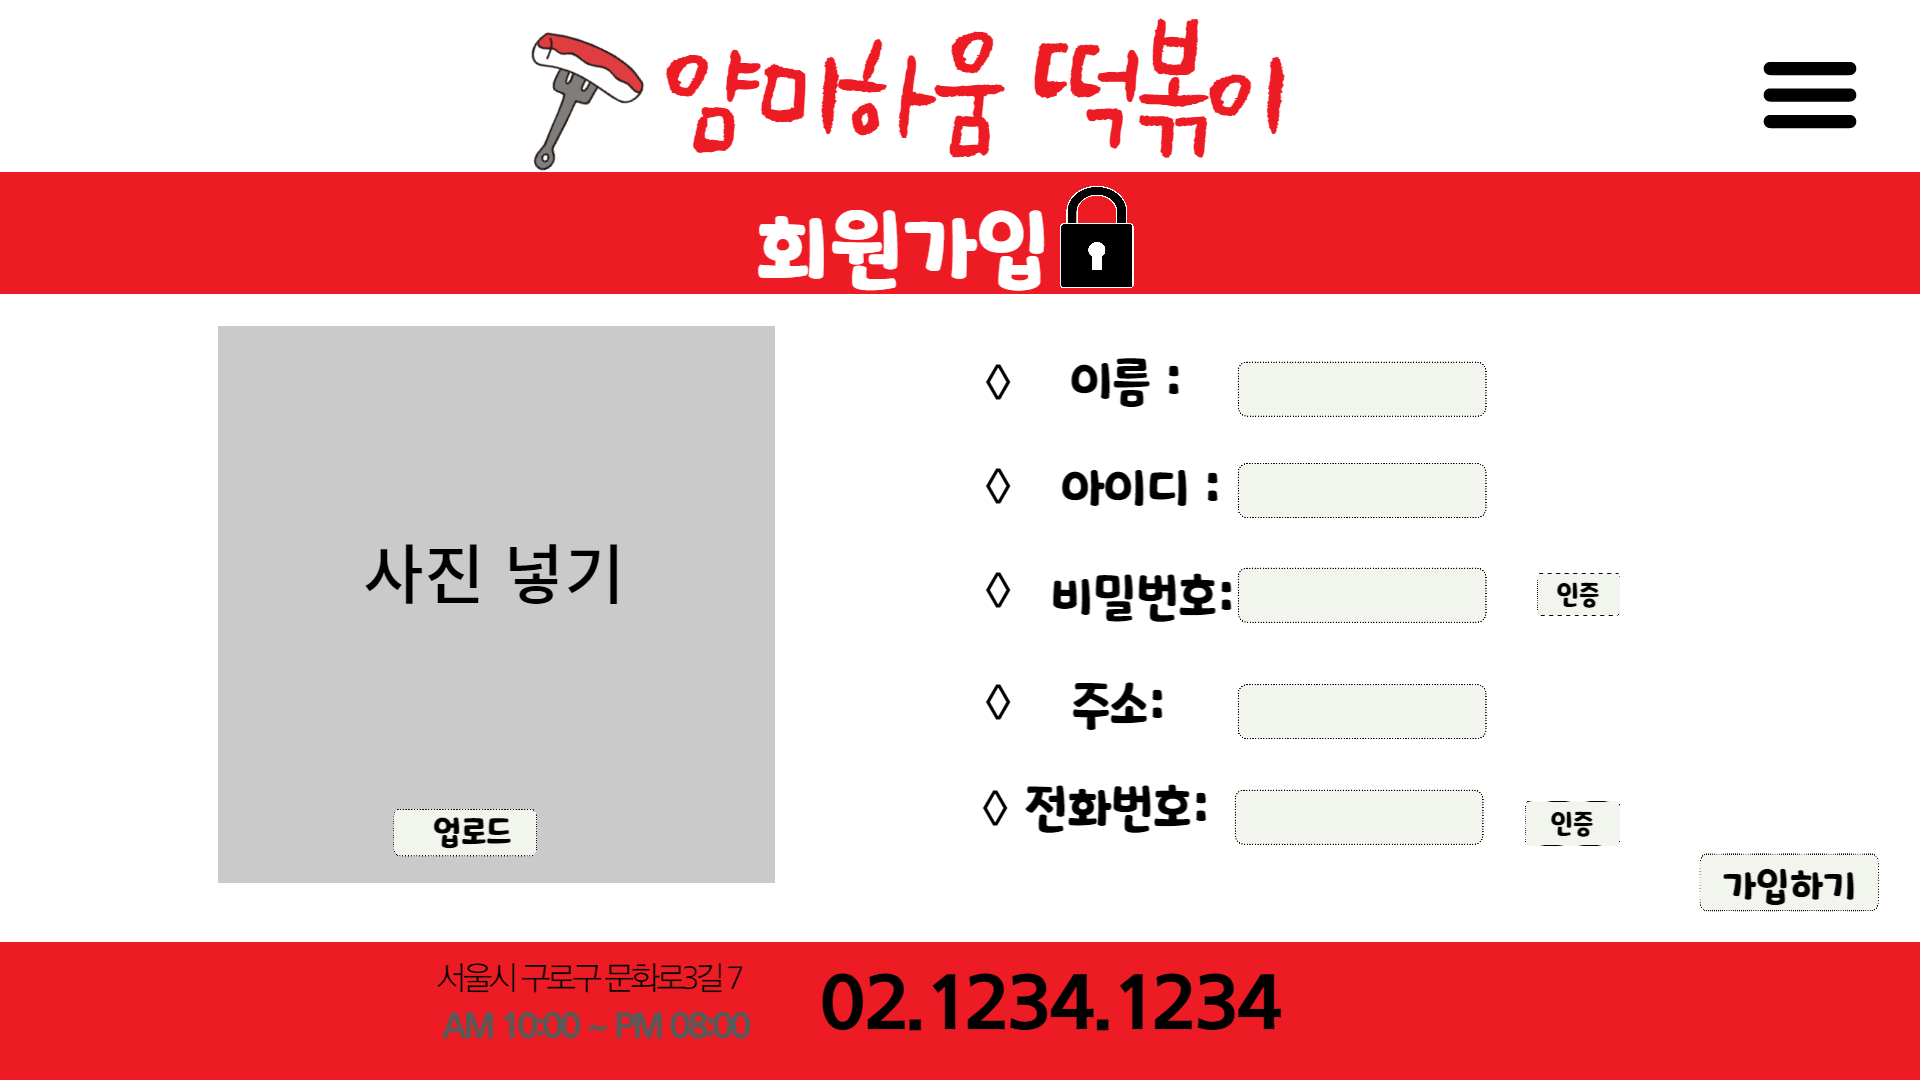 얌미하움 떡볶이
회원가입
사진 넣기
업로드
◊ 이름 :
◊ 아이디 :
◊ 비밀번호: 인증
◊ 주소:
◊ 전화번호: 인증
가입하기
서울시 구로구 문화로3길 7
AM 10:00 ~ PM 08:00
02.1234.1234